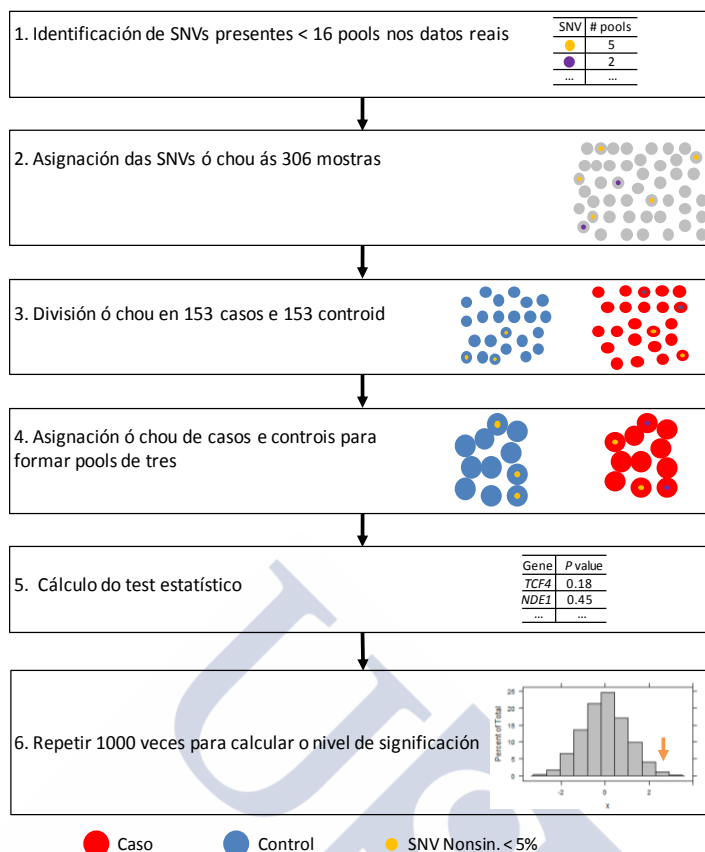 1. Identificación de SNVs presentes < 16 pools nos datos reais
SNV # pools
5
2
... ...
2. Asignación das SNVs ó chou ás 306 mostras
3. División ó chou en 153 casos e 153 controid
4. Asignación ó chou de casos e controis para
formar pools de tres
5. Cálculo do test estatístico
Gene P value
TCF4 0.18
NDE1 0.45
... ...
6. Repetir 1000 veces para calcular o nivel de significación
Percent of Total
25
20
15
10
5
0
-2 0 2
x
Caso Control SNV Nonsin. < 5%